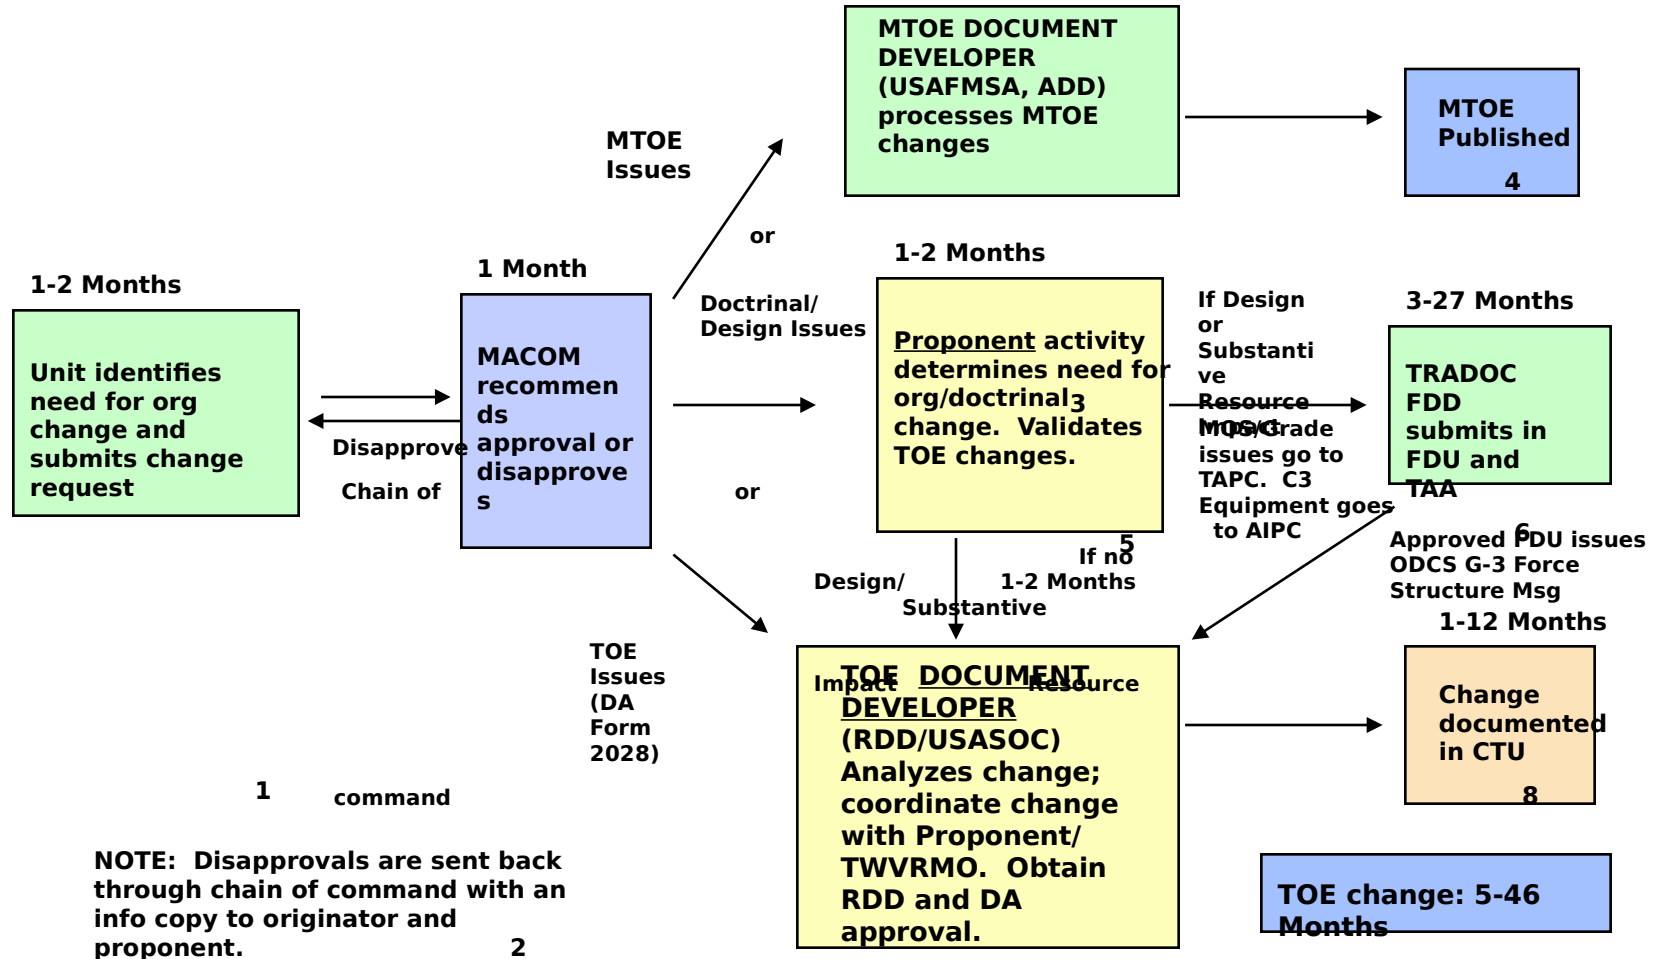 MTOE DOCUMENT
DEVELOPER
(USAFMSA, ADD)
processes MTOE
changes
MTOE
Published
4
MTOE
Issues
or
1-2 Months
Unit identifies
need for org
change and
submits change
request
Disapprove
Chain of
1 Month
MACOM
recommen
ds
approval or
disapprove
s
Doctrinal/
Design Issues
or
1-2 Months
Proponent activity
determines need for
org/doctrinal
change.  Validates
TOE changes.
3
If Design
or
Substanti
ve
Resource
Impact
MOS/Grade
issues go to
TAPC.  C3
Equipment goes
to AIPC
3-27 Months
TRADOC
FDD
submits in
FDU and
TAA
6
Approved FDU issues
ODCS G-3 Force
Structure Msg
5
If no
Design/
1-2 Months
Substantive
Impact
Resource
TOE
Issues
(DA
Form
2028)
TOE  DOCUMENT
DEVELOPER
(RDD/USASOC)
Analyzes change;
coordinate change
with Proponent/
TWVRMO.  Obtain
RDD and DA
approval.
1-12 Months
Change
documented
in CTU
8
1
command
NOTE:  Disapprovals are sent back
through chain of command with an
info copy to originator and
proponent.
2
TOE change: 5-46
Months